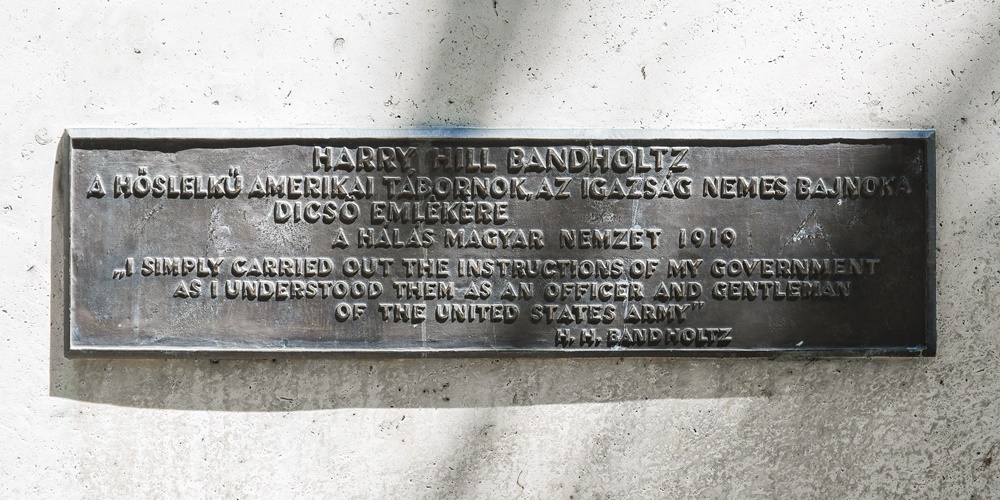 HARRY HILL BANDHOLTZ
A HŐSLELKŰ AMERIKAI TÁBORNOK, AZ IGAZSÁG NEMES BAJNOKA
DICSŐ EMLÉKÉRE
A HÁLÁS MAGYAR NEMZET 1919
„I SIMPLY CARRIED OUT THE INSTRUCTIONS OF MY GOVERNMENT
AS I UNDERSTOOD THEM AS AN OFFICER AND GENTLEMAN
OF THE UNITED STATES ARMY”
H. H. BANDHOLTZ